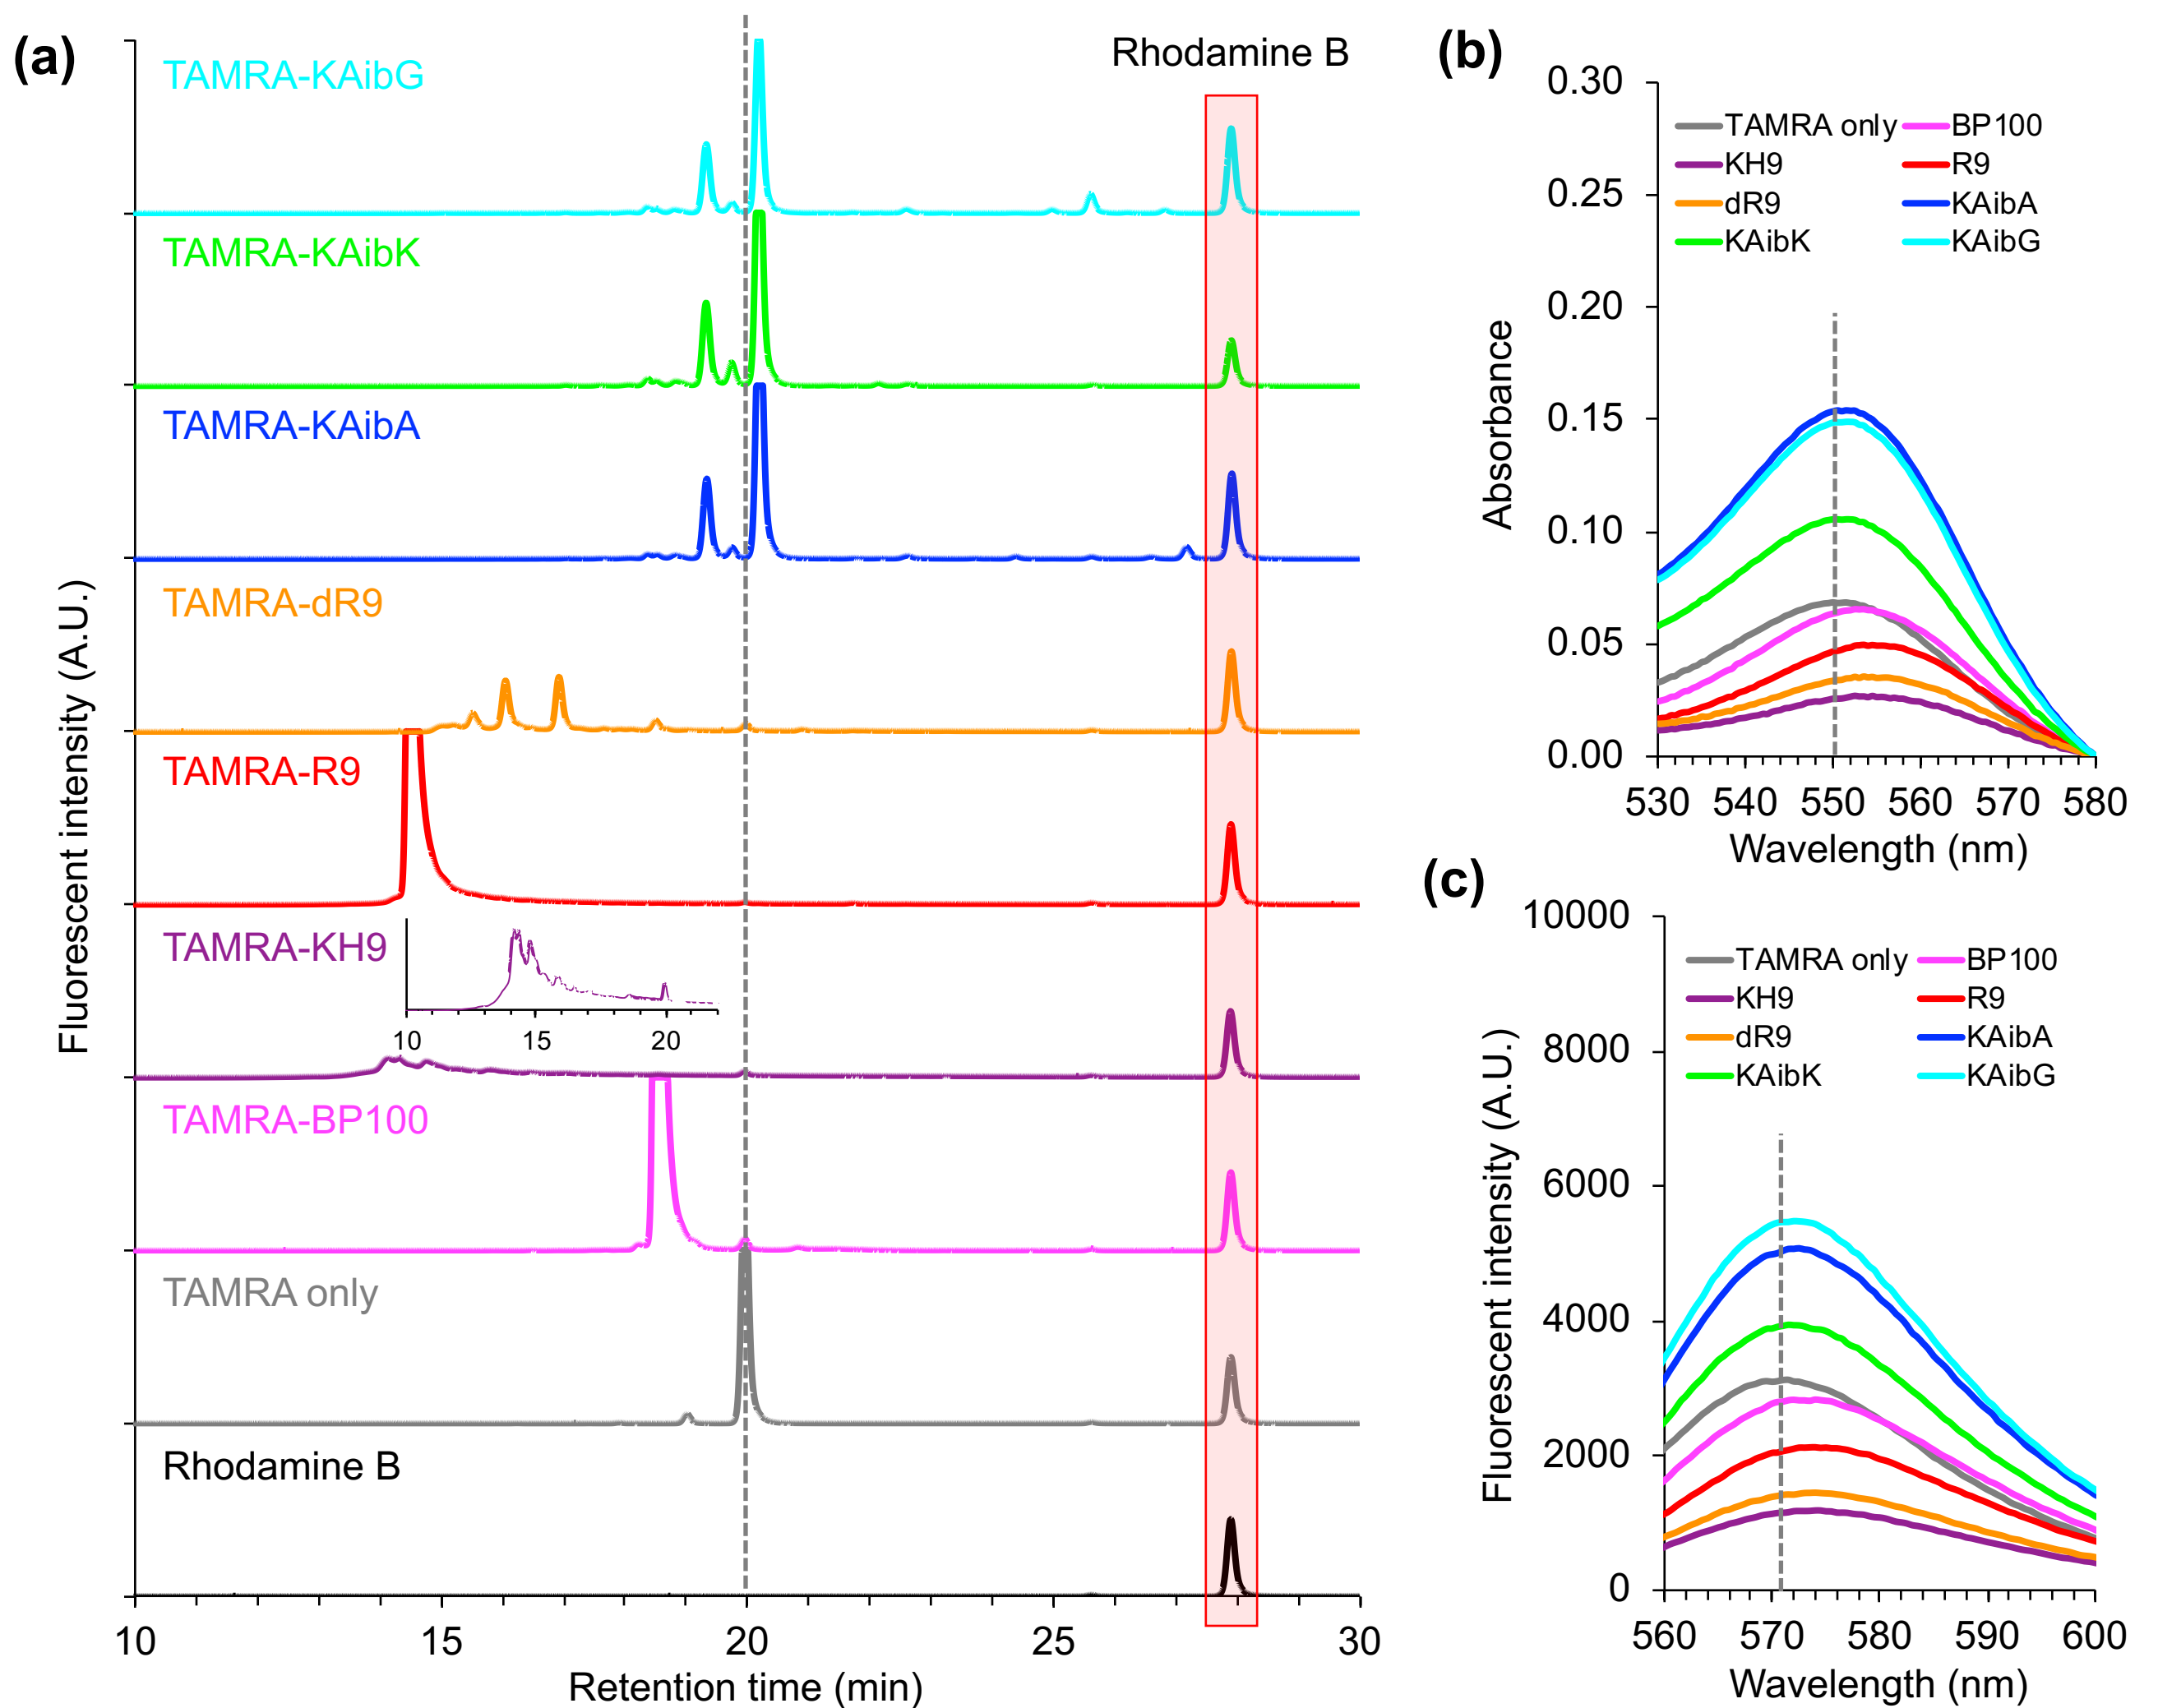 (a)
TAMRA-KAibG
Rhodamine B
TAMRA-KAibK
TAMRA-KAibA
TAMRA-dR9
TAMRA-R9
TAMRA-KH9
10 15 20
TAMRA-BP100
TAMRA only
Rhodamine B
Fluorescent intensity (A.U.)
10 15 20 25 30
Retention time (min)
(b)
0.30
0.25
0.20
0.15
0.10
0.05
0.00
Absorbance
TAMRA only BP100
KH9 R9
dR9 KAibA
KAibK KAibG
530 540 550 560 570 580
Wavelength (nm)
(c)
10000
8000
6000
4000
2000
0
Fluorescent intensity (A.U.)
TAMRA only BP100
KH9 R9
dR9 KAibA
KAibK KAibG
560 570 580 590 600
Wavelength (nm)